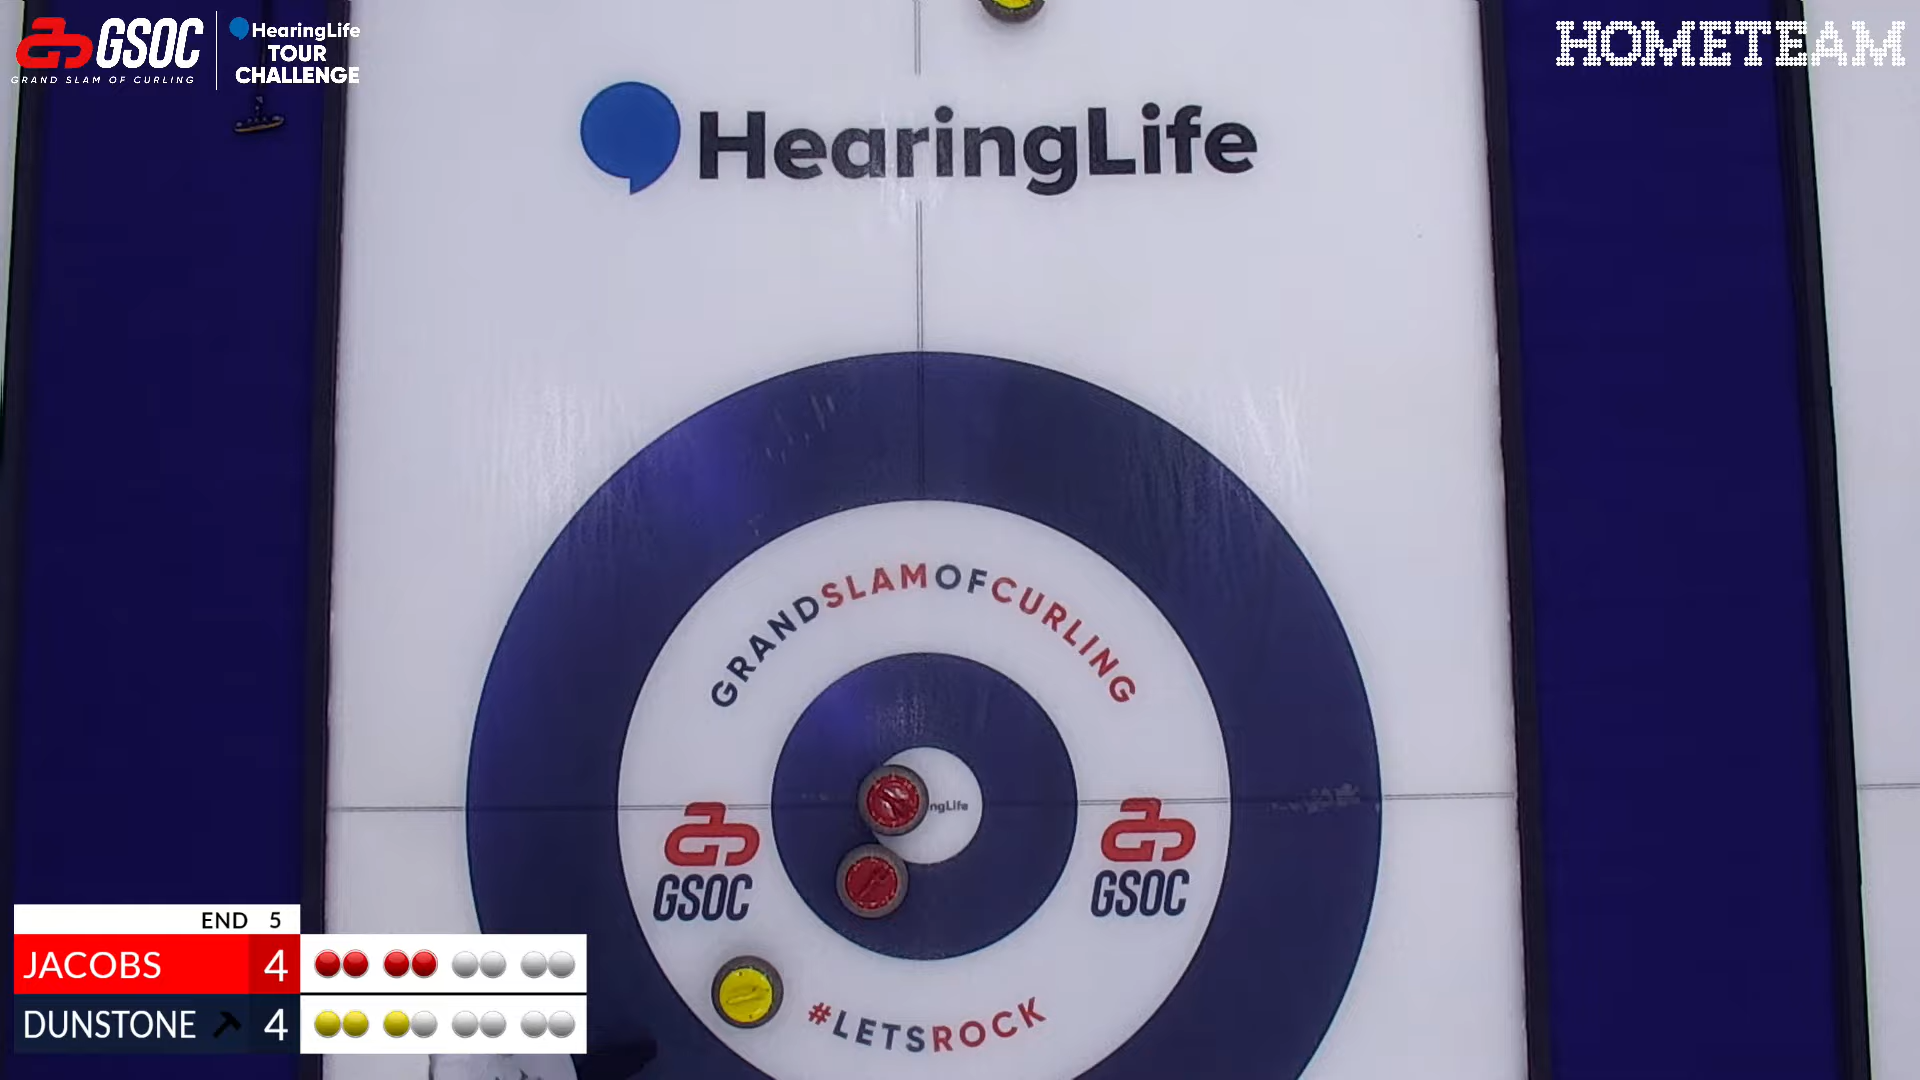 GSOC
GRAND SLAM OF CURLING
HearingLife
TOUR
CHALLENGE
HOMETEAM
HearingLife
GRANDSLAMOFCURLING
ngLife
GSOC
GSOC
#LETSROCK
END 5
JACOBS 4
DUNSTONE 4